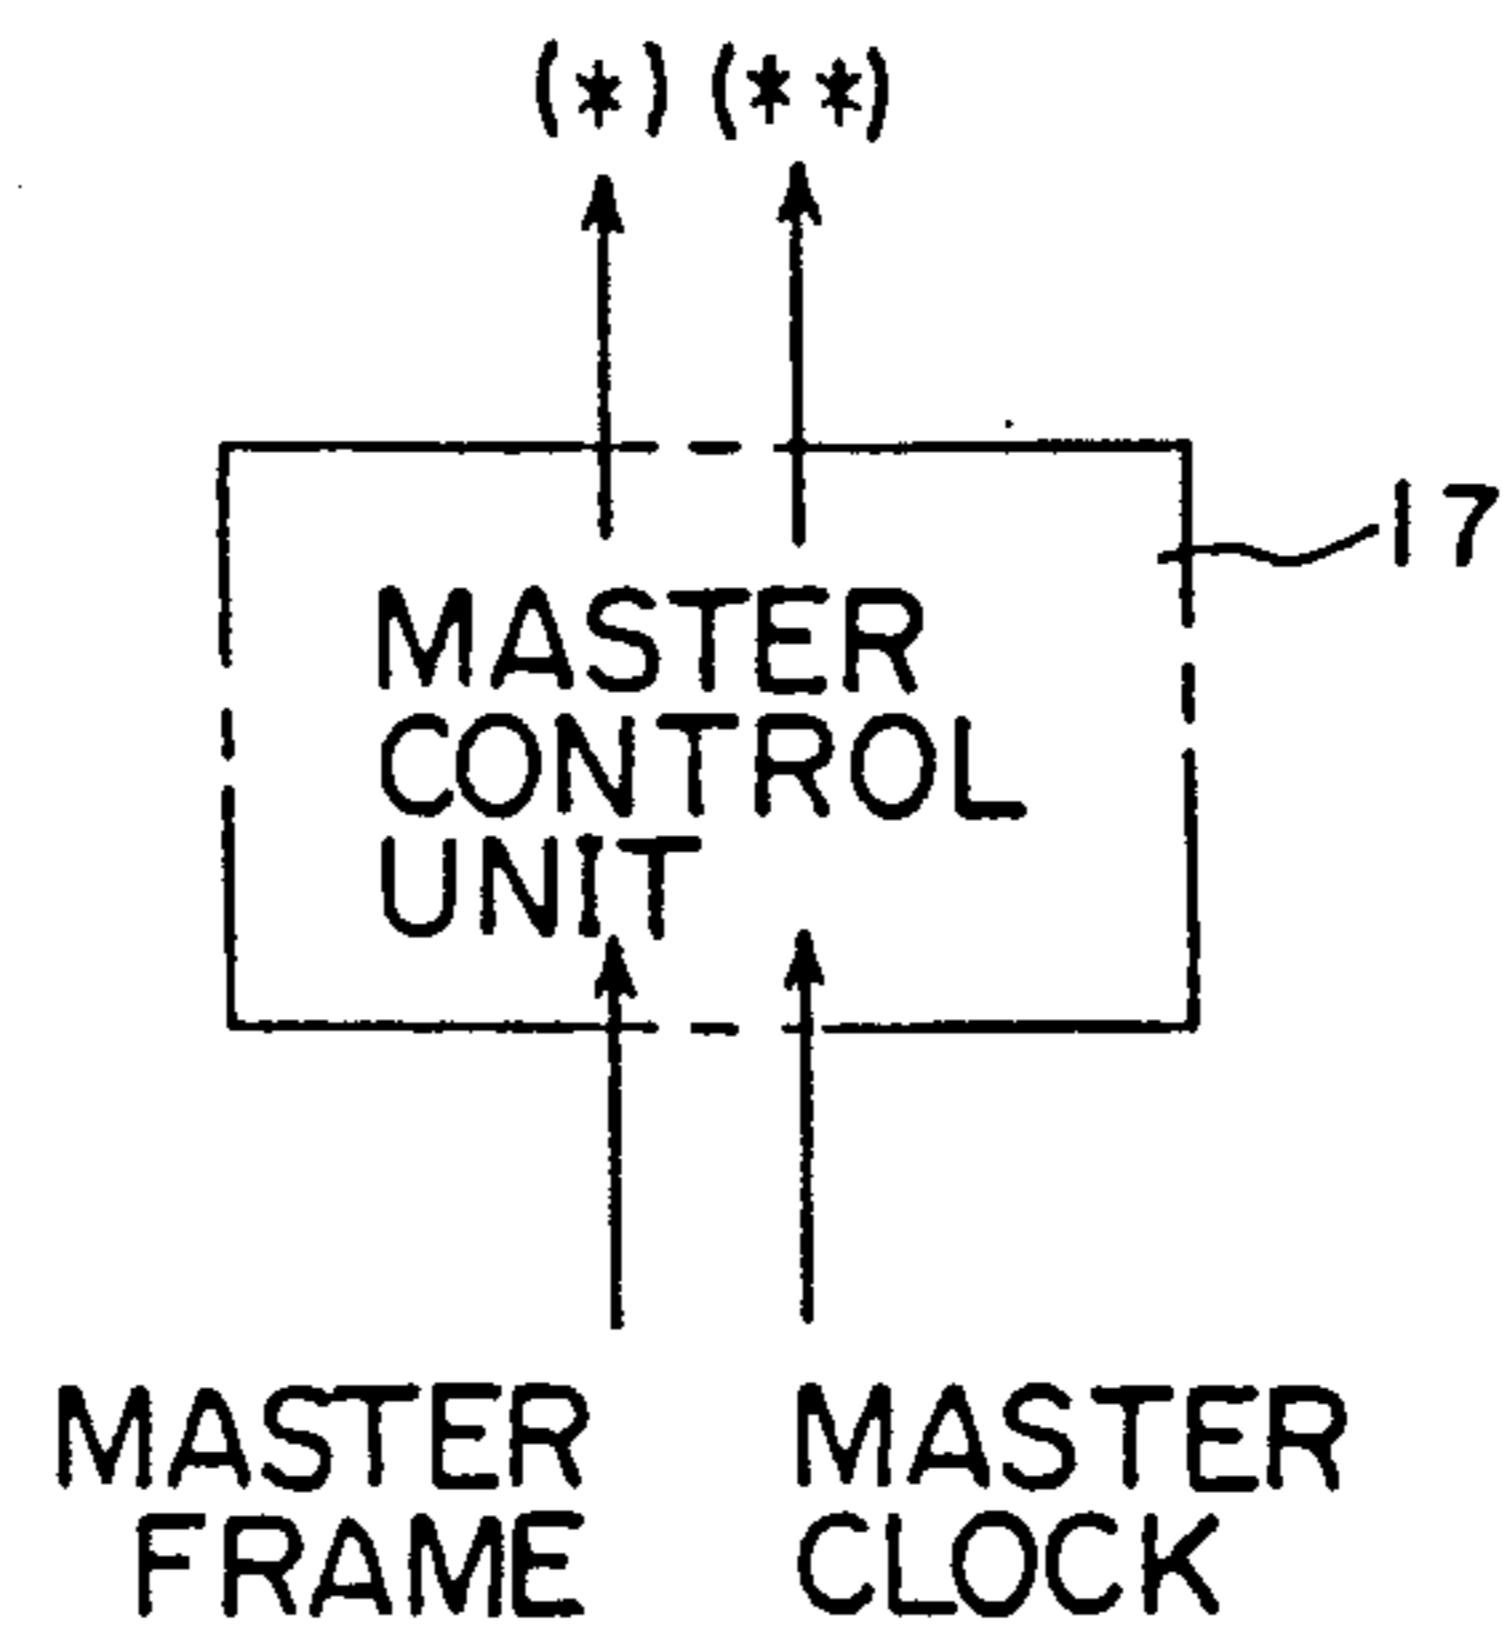 (*) (**)
17
MASTER
CONTROL
UNIT
MASTER
FRAME
MASTER
CLOCK